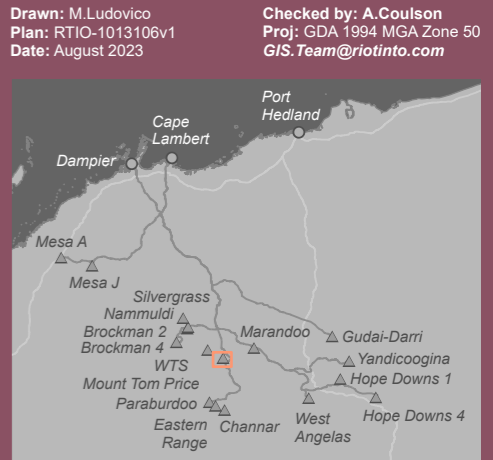 Drawn: M.Ludovico
Plan: RTIO-1013106v1
Date: August 2023
Checked by: A.Coulson
Proj: GDA 1994 MGA Zone 50
GIS.Team@riotinto.com
Port
Hedland
Cape
Lambert
Dampier
Mesa A
Mesa J
Silvergrass
Nammuldi
Brockman 2
Brockman 4
WTS
Mount Tom Price
Marandoo
Gudai-Darri
Yandicoogina
Hope Downs 1
Paraburdoo
Eastern
Range
Channar
West
Angelas
Hope Downs 4